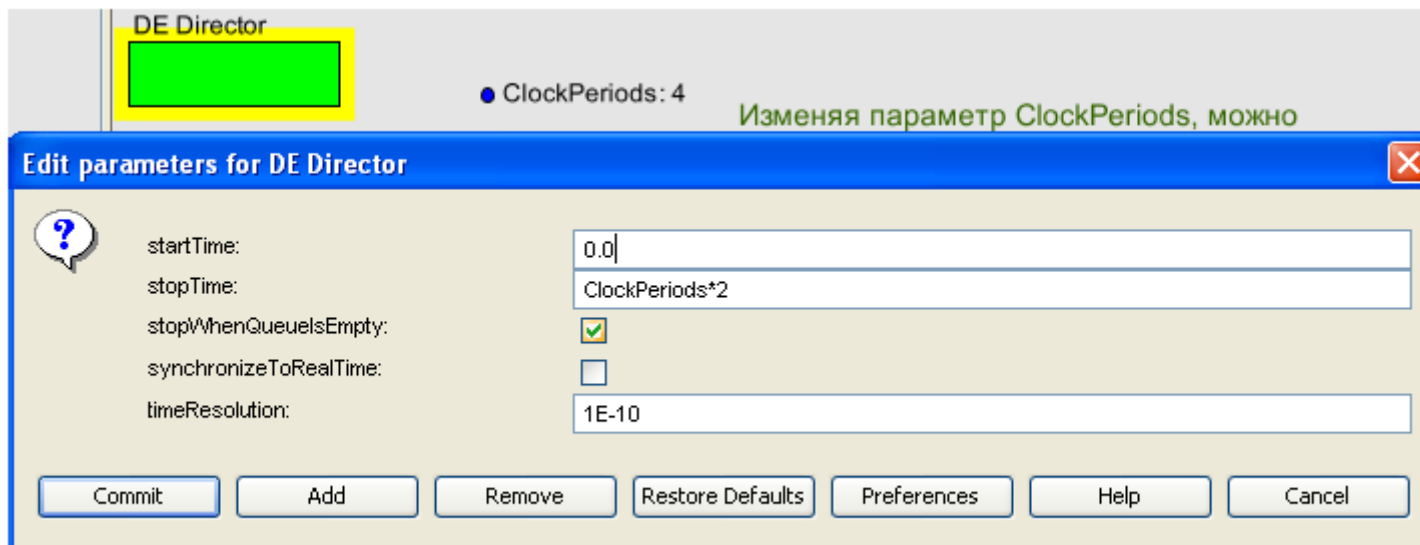 DE Director
ClockPeriods: 4
Изменяя параметр ClockPeriods, можно
Edit parameters for DE Director
?
startTime: 0.0
stopTime: ClockPeriods*2
stopWhenQueueIsEmpty:
synchronizeToRealTime:
timeResolution: 1E-10
Commit Add Remove Restore Defaults Preferences Help Cancel